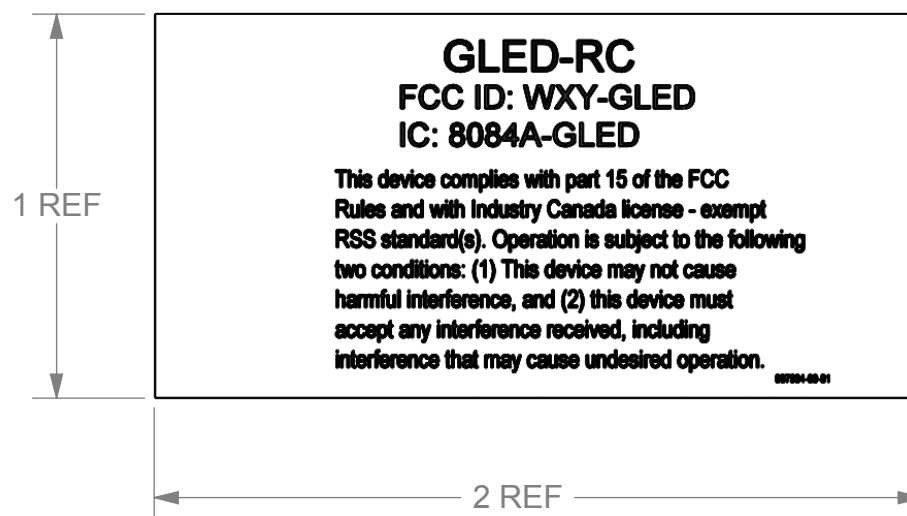 GLED-RC
FCC ID: WXY-GLED
IC: 8084A-GLED
This device complies with part 15 of the FCC
Rules and with Industry Canada license - exempt
RSS standard(s). Operation is subject to the following
two conditions: (1) This device may not cause
harmful interference, and (2) this device must
accept any interference received, including
interference that may cause undesired operation.
1 REF
2 REF